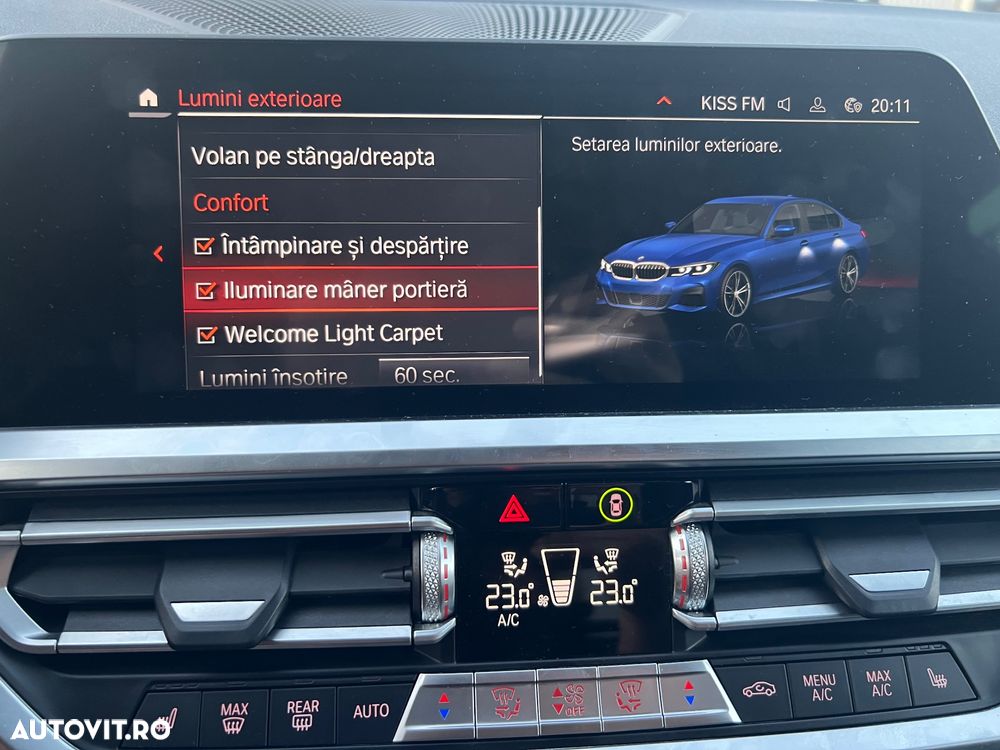 Lumini exterioare
KISS FM 20:11
Volan pe stânga/dreapta
Setarea luminilor exterioare.
Confort
Întâmpinare și despărțire
Iluminare mâner portieră
Welcome Light Carpet
Lumini însoțire 60 sec.
23.0° 23.0°
A/C
MAX
REAR
AUTO
OFF
MENU
A/C
MAX
A/C
AUTOVIT.RO